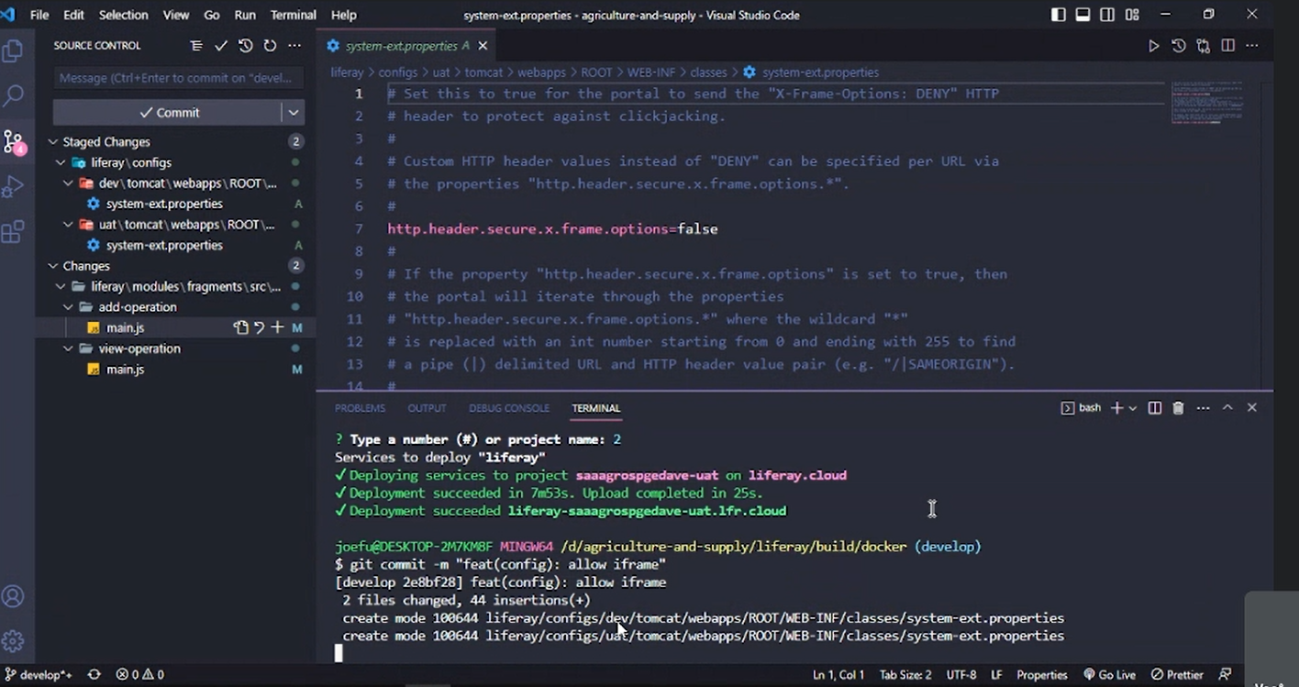 File Edit Selection View Go Run Terminal Help
system-ext.properties - agriculture-and-supply - Visual Studio Code
SOURCE CONTROL
Message (Ctrl+Enter to commit on "devel...
Commit
Staged Changes 2
liferay\configs
dev\tomcat\webapps\ROOT\...
system-ext.properties A
uat\tomcat\webapps\ROOT\...
system-ext.properties A
Changes 2
liferay\modules\fragments\src\...
add-operation
main.js M
view-operation
main.js M
4
system-ext.properties A
liferay > configs > uat > tomcat > webapps > ROOT > WEB-INF > classes > system-ext.properties
1 # Set this to true for the portal to send the "X-Frame-Options: DENY" HTTP
2 # header to protect against clickjacking.
3 #
4 # Custom HTTP header values instead of "DENY" can be specified per URL via
5 # the properties "http.header.secure.x.frame.options.*".
6 #
7 http.header.secure.x.frame.options=false
8 #
9 # If the property "http.header.secure.x.frame.options" is set to true, then
10 # the portal will iterate through the properties
11 # "http.header.secure.x.frame.options.*" where the wildcard "*"
12 # is replaced with an int number starting from 0 and ending with 255 to find
13 # a pipe (|) delimited URL and HTTP header value pair (e.g. "/|SAMEORIGIN").
14 #
PROBLEMS OUTPUT DEBUG CONSOLE TERMINAL
bash
? Type a number (#) or project name: 2
Services to deploy "liferay"
✓Deploying services to project saaagrospgedave-uat on liferay.cloud
✓Deployment succeeded in 7m53s. Upload completed in 25s.
✓Deployment succeeded liferay-saaagrospgedave-uat.lfr.cloud
joefu@DESKTOP-2M7KM8F MINGW64 /d/agriculture-and-supply/liferay/build/docker (develop)
$ git commit -m "feat(config): allow iframe"
[develop 2e8bf28] feat(config): allow iframe
2 files changed, 44 insertions(+)
create mode 100644 liferay/configs/dev/tomcat/webapps/ROOT/WEB-INF/classes/system-ext.properties
create mode 100644 liferay/configs/uat/tomcat/webapps/ROOT/WEB-INF/classes/system-ext.properties
develop*+ 0 0
Ln 1, Col 1 Tab Size: 2 UTF-8 LF Properties Go Live Prettier